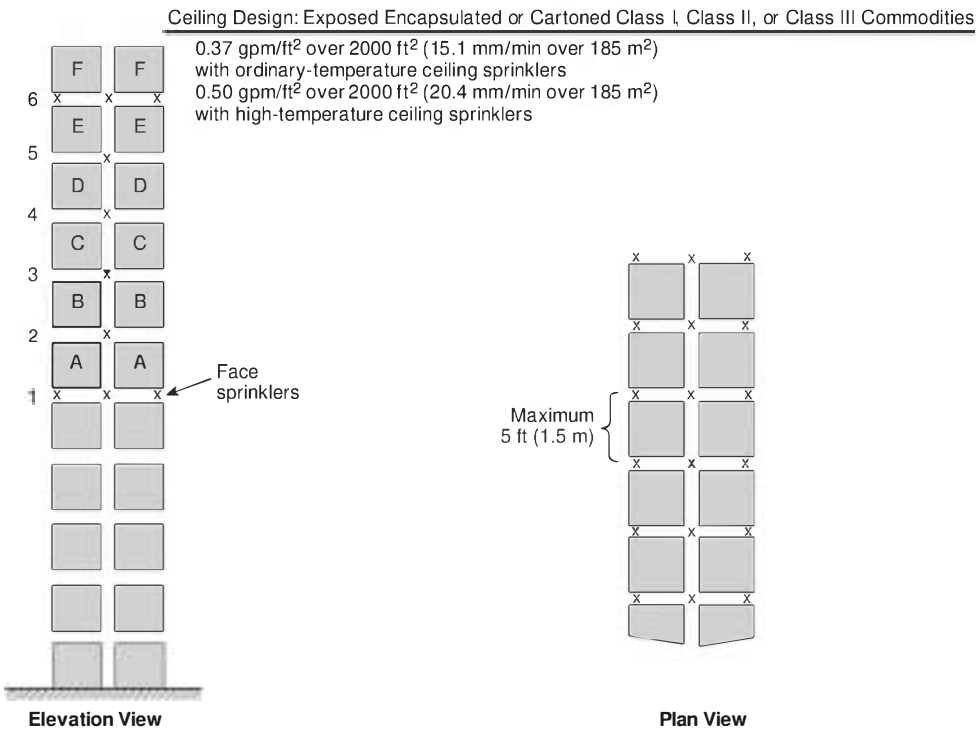 Ceiling Design: Exposed Encapsulated or Cartoned Class I, Class II, or Class III Commodities
0.37 gpm/ft² over 2000 ft² (15.1 mm/min over 185 m²)
with ordinary-temperature ceiling sprinklers
0.50 gpm/ft² over 2000 ft² (20.4 mm/min over 185 m²)
with high-temperature ceiling sprinklers
F F
6 x x x
E E
5 x
D D
4 x
C C
3 x
B B
2 x
A A
1 x x x
Face
sprinklers
x x x
x x x
x x x
Maximum
5 ft (1.5 m)
x x x
x x x
x x x
Elevation View
Plan View